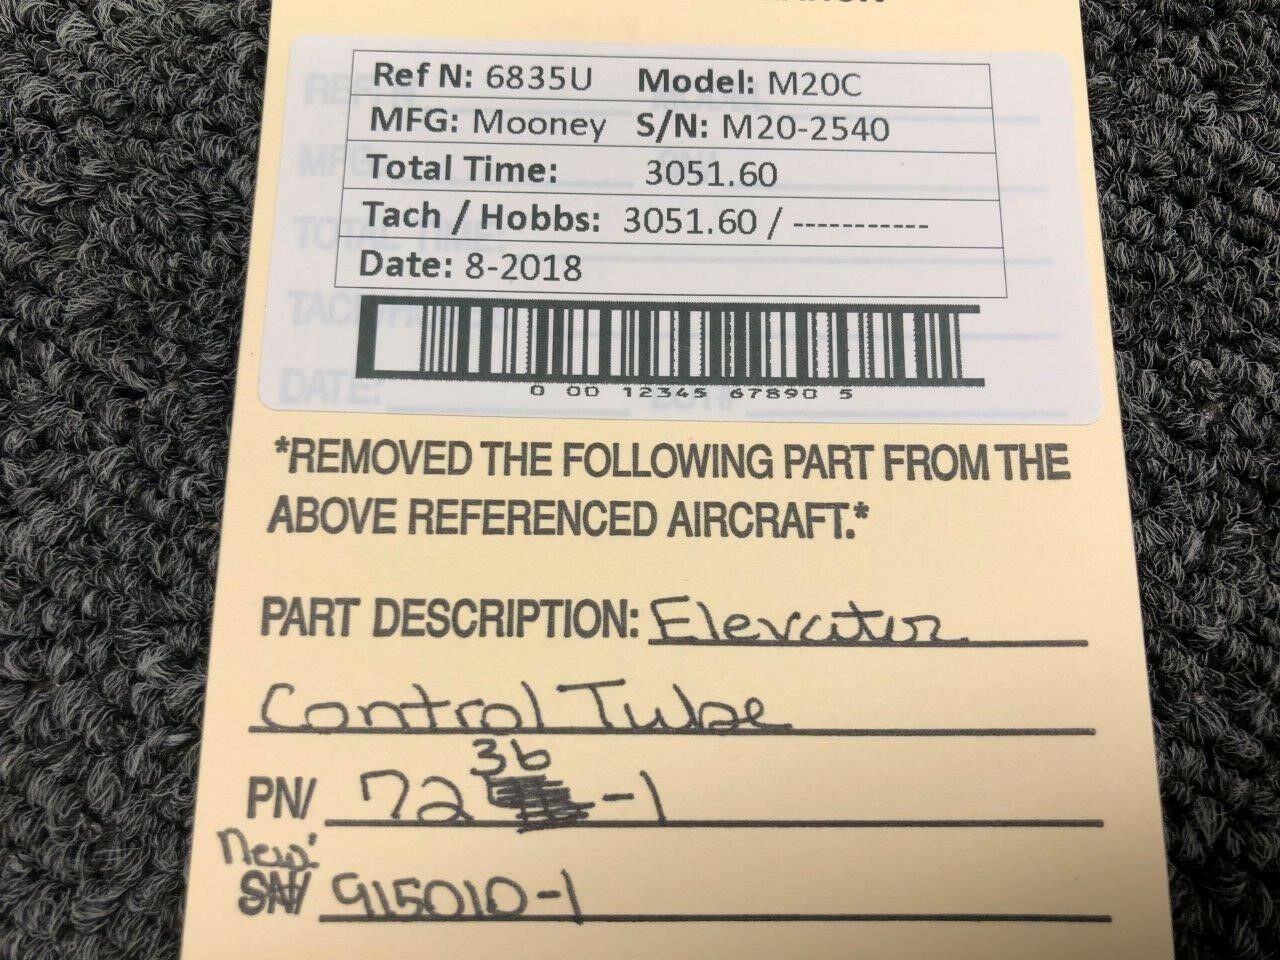 Ref N: 6835U Model: M20C
MFG: Mooney S/N: M20-2540
Total Time: 3051.60
Tach / Hobbs: 3051.60 / -----------
Date: 8-2018
0 00 12345 67890 5
*REMOVED THE FOLLOWING PART FROM THE
ABOVE REFERENCED AIRCRAFT.*
PART DESCRIPTION: Elevator
Control Tube
36
PN/ 72 -1
New:
SN/ 915010-1